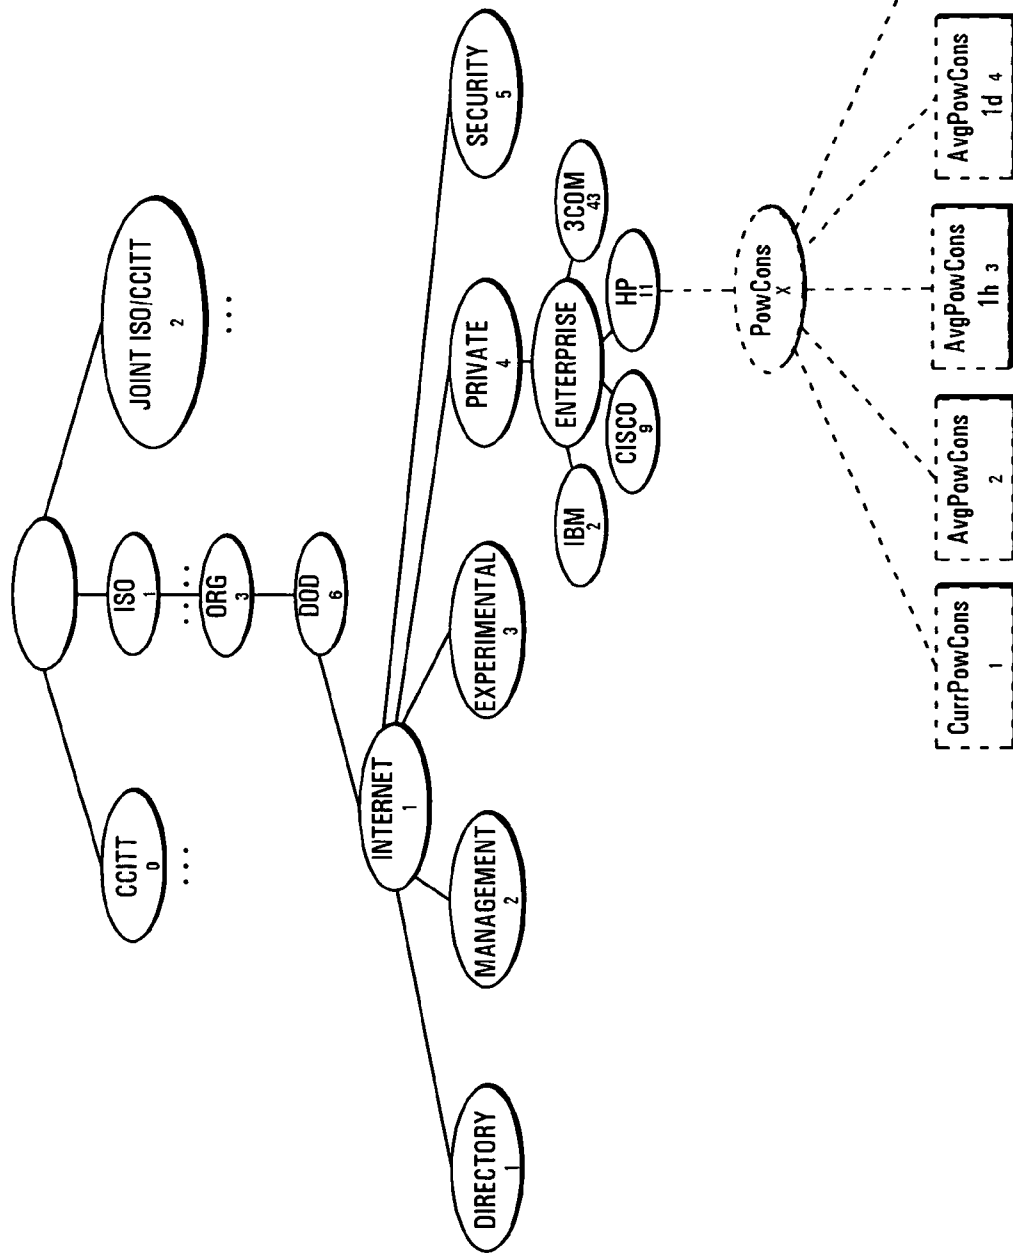 CCITT
0
...
ISO
1
.....
JOINT ISO/CCITT
2
...
ORG
3
DOD
6
INTERNET
1
DIRECTORY
1
MANAGEMENT
2
EXPERIMENTAL
3
PRIVATE
4
SECURITY
5
ENTERPRISE
IBM
2
CISCO
9
HP
11
3COM
43
PowCons
X
CurrPowCons
1
AvgPowCons
2
AvgPowCons
1h 3
AvgPowCons
1d 4